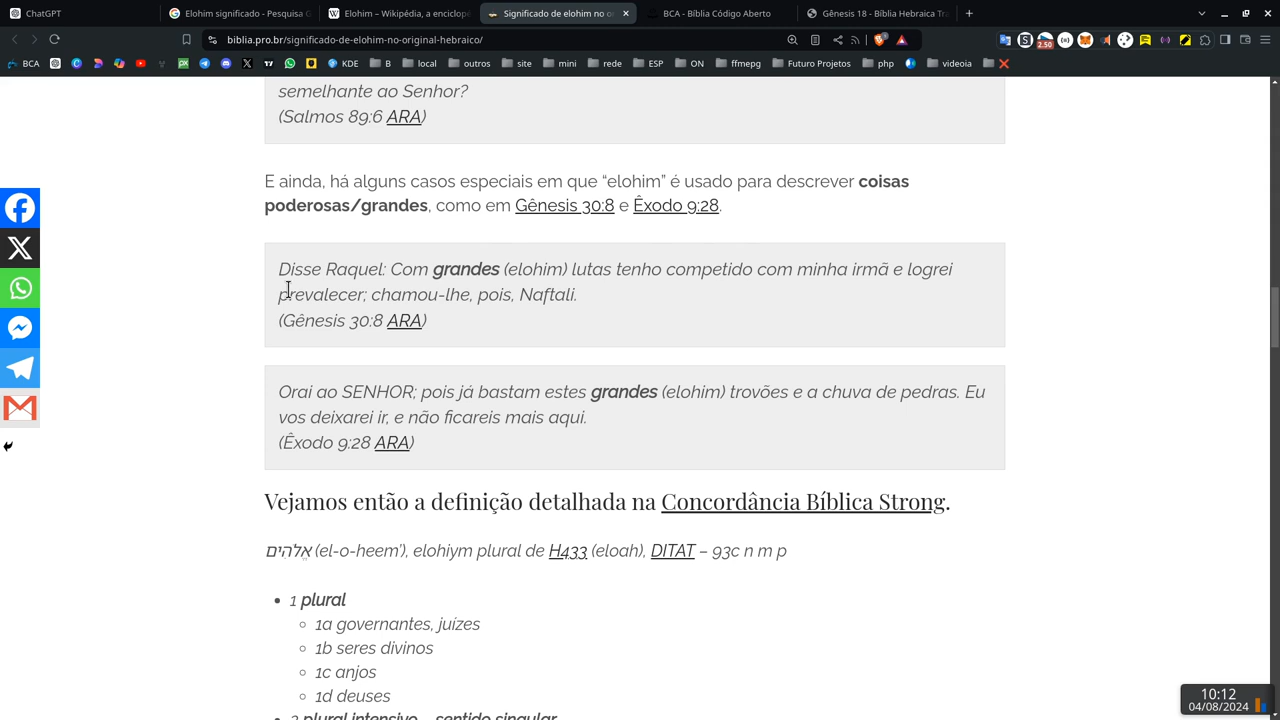 ChatGPT
Elohim significado - Pesquisa G
Elohim – Wikipédia, a enciclope
Significado de elohim no o
BCA - Bíblia Código Aberto
Gênesis 18 - Bíblia Hebraica Tr
biblia.pro.br/significado-de-elohim-no-original-hebraico/
2.50
BCA
KDE
B
local
outros
site
mini
rede
ESP
ON
ffmepg
Futuro Projetos
php
videoia
semelhante ao Senhor?
(Salmos 89:6 ARA)
E ainda, há alguns casos especiais em que “elohim” é usado para descrever coisas
poderosas/grandes, como em Gênesis 30:8 e Êxodo 9:28.
Disse Raquel: Com grandes (elohim) lutas tenho competido com minha irmã e logrei
prevalecer; chamou-lhe, pois, Naftali.
(Gênesis 30:8 ARA)
Orai ao SENHOR; pois já bastam estes grandes (elohim) trovões e a chuva de pedras. Eu
vos deixarei ir, e não ficareis mais aqui.
(Êxodo 9:28 ARA)
Vejamos então a definição detalhada na Concordância Bíblica Strong.
אֱלֹהִים (el-o-heem’), elohiym plural de H433 (eloah), DITAT – 93c n m p
1 plural
1a governantes, juízes
1b seres divinos
1c anjos
1d deuses
2 plural intensivo – sentido singular
10:12
04/08/2024